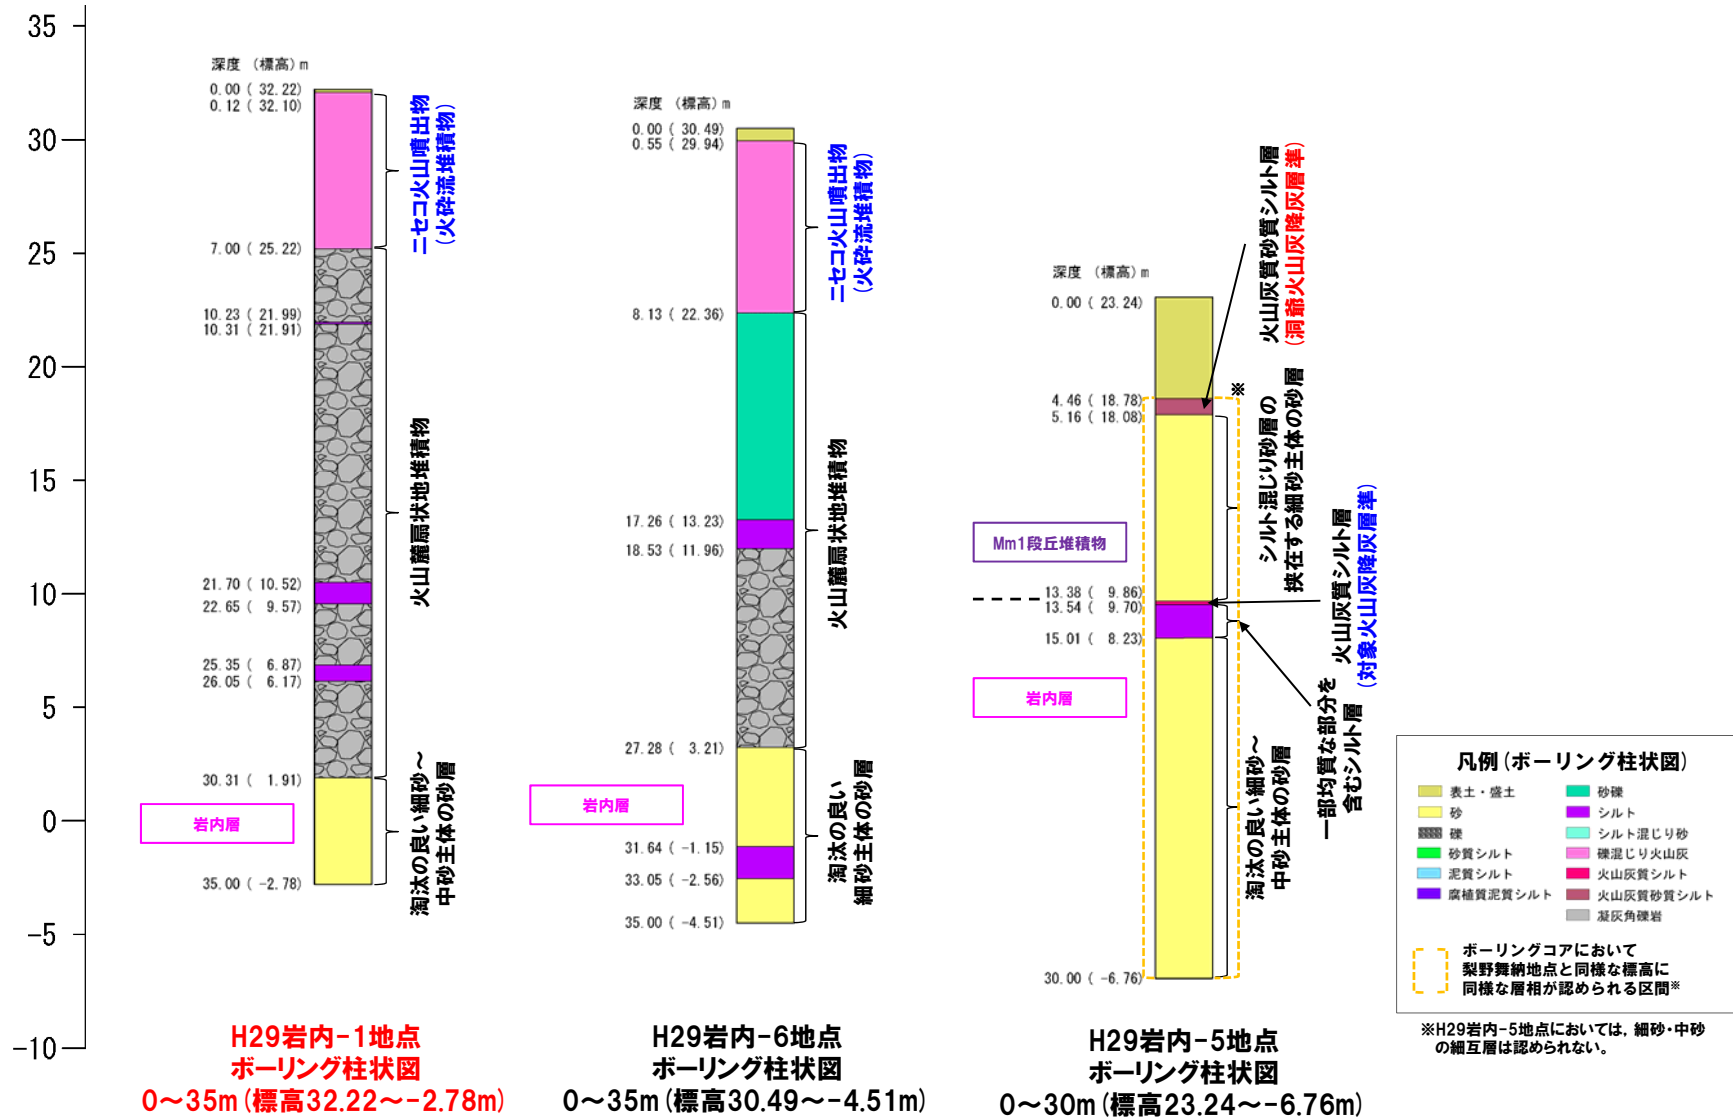 35
30
25
20
15
10
5
0
-5
-10
深度 (標高) m
0.00 ( 32.22)
0.12 ( 32.10)
7.00 ( 25.22)
10.23 ( 21.99)
10.31 ( 21.91)
21.70 ( 10.52)
22.65 ( 9.57)
25.35 ( 6.87)
26.05 ( 6.17)
30.31 ( 1.91)
35.00 ( -2.78)
ニセコ火山噴出物
(火砕流堆積物)
火山麓扇状地堆積物
淘汰の良い細砂～
中砂主体の砂層
岩内層
H29岩内-1地点
ボーリング柱状図
0～35m(標高32.22～-2.78m)
深度 (標高) m
0.00 ( 30.49)
0.55 ( 29.94)
8.13 ( 22.36)
17.26 ( 13.23)
18.53 ( 11.96)
27.28 ( 3.21)
31.64 ( -1.15)
33.05 ( -2.56)
35.00 ( -4.51)
ニセコ火山噴出物
(火砕流堆積物)
火山麓扇状地堆積物
淘汰の良い
細砂主体の砂層
岩内層
H29岩内-6地点
ボーリング柱状図
0～35m(標高30.49～-4.51m)
深度 (標高) m
0.00 ( 23.24)
4.46 ( 18.78)
5.16 ( 18.08)
13.38 ( 9.86)
13.54 ( 9.70)
15.01 ( 8.23)
30.00 ( -6.76)
Mm1段丘堆積物
岩内層
※
火山灰質砂質シルト層
(洞爺火山灰降灰層準)
シルト混じり砂層の
挟在する細砂主体の砂層
火山灰質シルト層
(対象火山灰降灰層準)
一部均質な部分を
含むシルト層
淘汰の良い細砂～
中砂主体の砂層
H29岩内-5地点
ボーリング柱状図
0～30m(標高23.24～-6.76m)
凡例(ボーリング柱状図)
表土・盛土
砂
礫
砂質シルト
泥質シルト
腐植質泥質シルト
砂礫
シルト
シルト混じり砂
礫混じり火山灰
火山灰質シルト
火山灰質砂質シルト
凝灰角礫岩
ボーリングコアにおいて
梨野舞納地点と同様な標高に
同様な層相が認められる区間※
※H29岩内-5地点においては，細砂・中砂
の細互層は認められない。